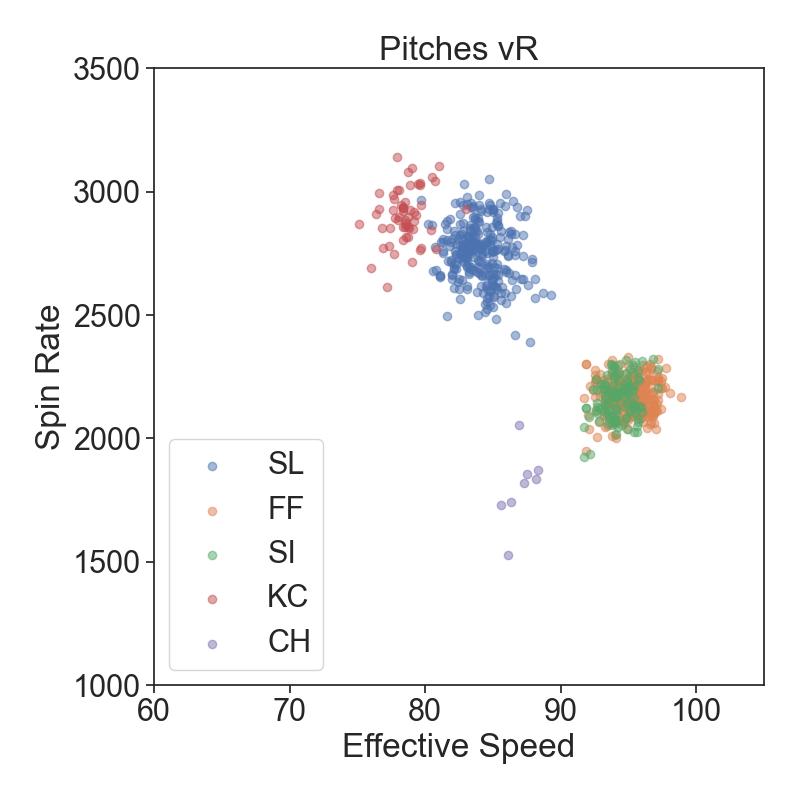 Pitches vR
3500
3000
2500
2000
1500
1000
Spin Rate
SL
FF
SI
KC
CH
60 70 80 90 100
Effective Speed